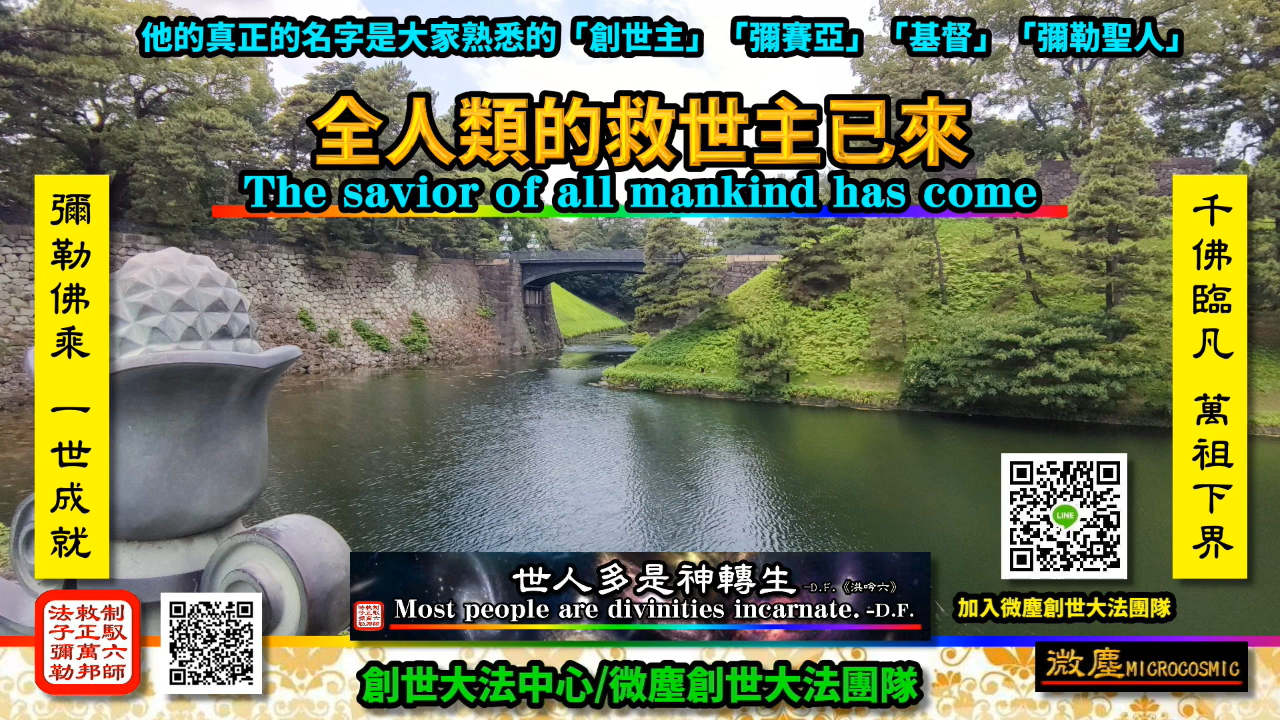 他的真正的名字是大家熟悉的「創世主」「彌賽亞」「基督」「彌勒聖人」
全人類的救世主已來
The savior of all mankind has come
彌勒佛乘 一世成就
千佛臨凡 萬祖下界
LINE
世人多是神轉生 -D.F.《洪吟六》
Most people are divinities incarnate. -D.F.
加入微塵創世大法團隊
制馭六師
敕正萬邦
法子彌勒
創世大法中心/微塵創世大法團隊
微塵MICROCOSMIC